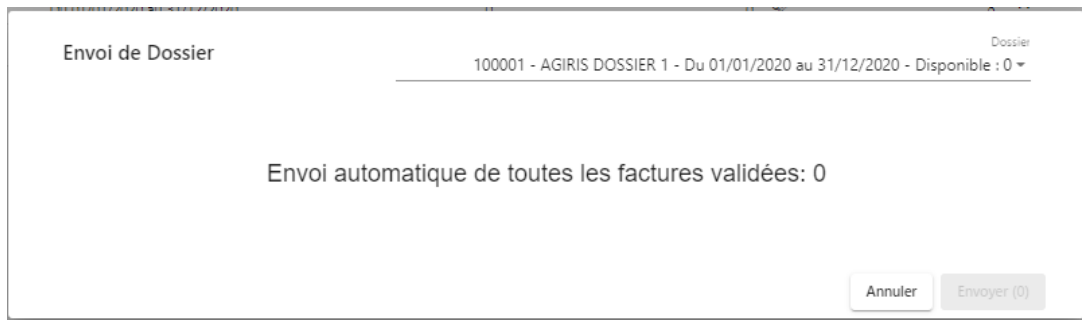 Envoi de Dossier
Dossier
100001 - AGIRIS DOSSIER 1 - Du 01/01/2020 au 31/12/2020 - Disponible : 0
Envoi automatique de toutes les factures validées: 0
Annuler
Envoyer (0)